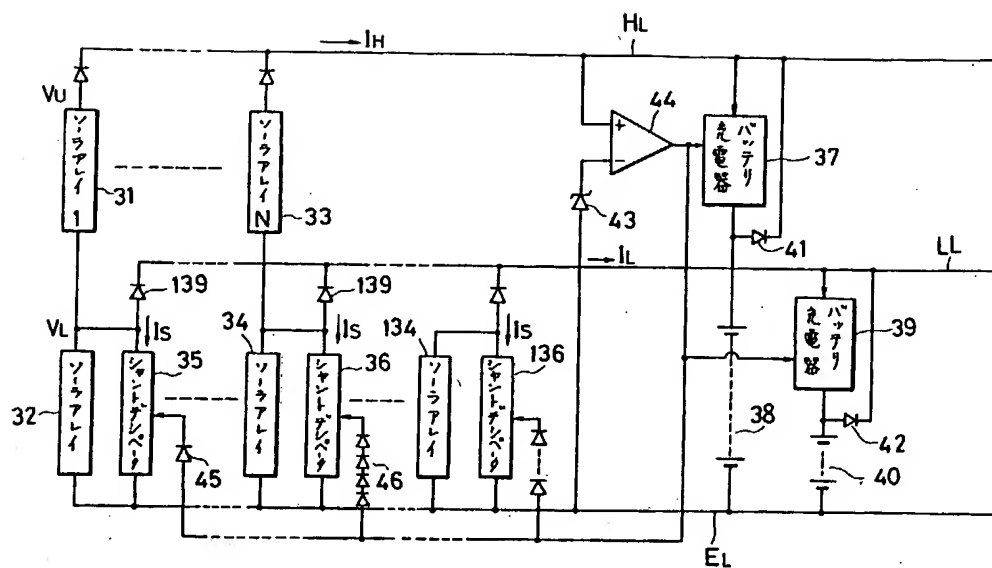 IH
HL
VU
ソーラアレイ 1
31
ソーラアレイ N
33
+
-
44
43
バッテリ
充電器
37
41
IL
LL
139
139
VL
IS
35
34
IS
36
134
IS
136
32
ソーラアレイ
シャントデシペータ
45
ソーラアレイ
シャントデシペータ
46
ソーラアレイ
シャントデシペータ
バッテリ
充電器
39
38
42
40
EL